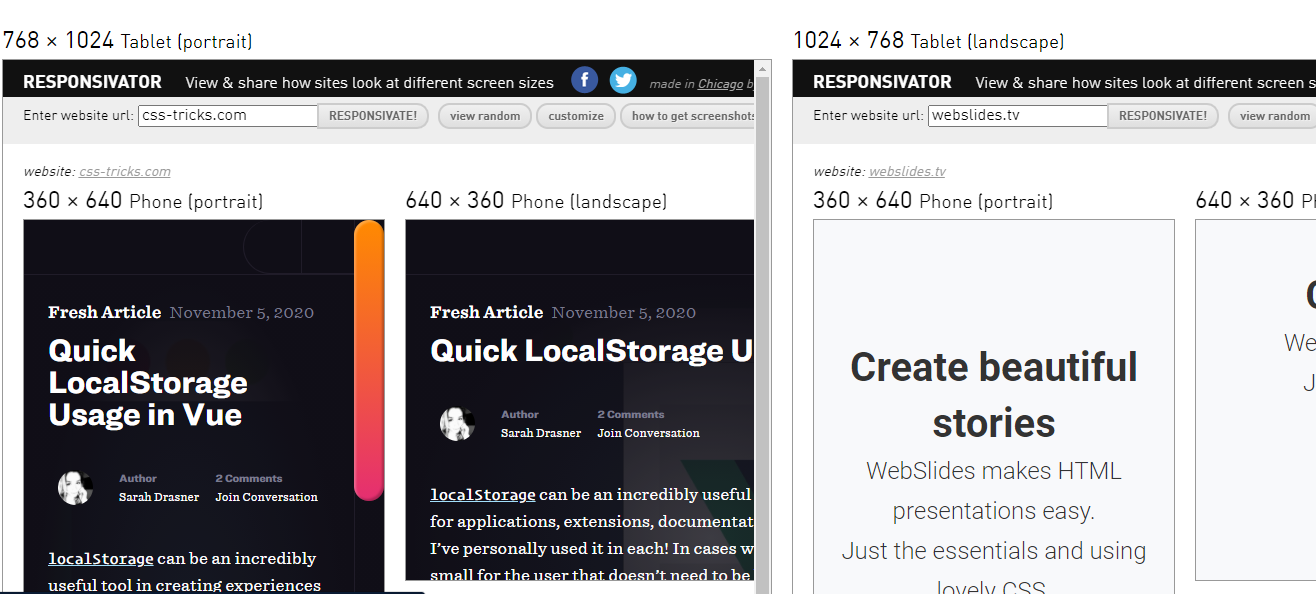 768 × 1024 Tablet (portrait)
RESPONSIVATOR View & share how sites look at different screen sizes f made in Chicago
Enter website url: css-tricks.com RESPONSIVATE! view random customize how to get screenshots
website: css-tricks.com
360 × 640 Phone (portrait)
Fresh Article November 5, 2020
Quick
LocalStorage
Usage in Vue
Author 2 Comments
Sarah Drasner Join Conversation
localStorage can be an incredibly
useful tool in creating experiences
640 × 360 Phone (landscape)
Fresh Article November 5, 2020
Quick LocalStorage U
Author 2 Comments
Sarah Drasner Join Conversation
localStorage can be an incredibly useful
for applications, extensions, documentat
I've personally used it in each! In cases w
small for the user that doesn't need to be
1024 × 768 Tablet (landscape)
RESPONSIVATOR View & share how sites look at different screen s
Enter website url: webslides.tv RESPONSIVATE! view random
website: webslides.tv
360 × 640 Phone (portrait)
Create beautiful
stories
WebSlides makes HTML
presentations easy.
Just the essentials and using
lovely CSS.
640 × 360 P
C
We
J